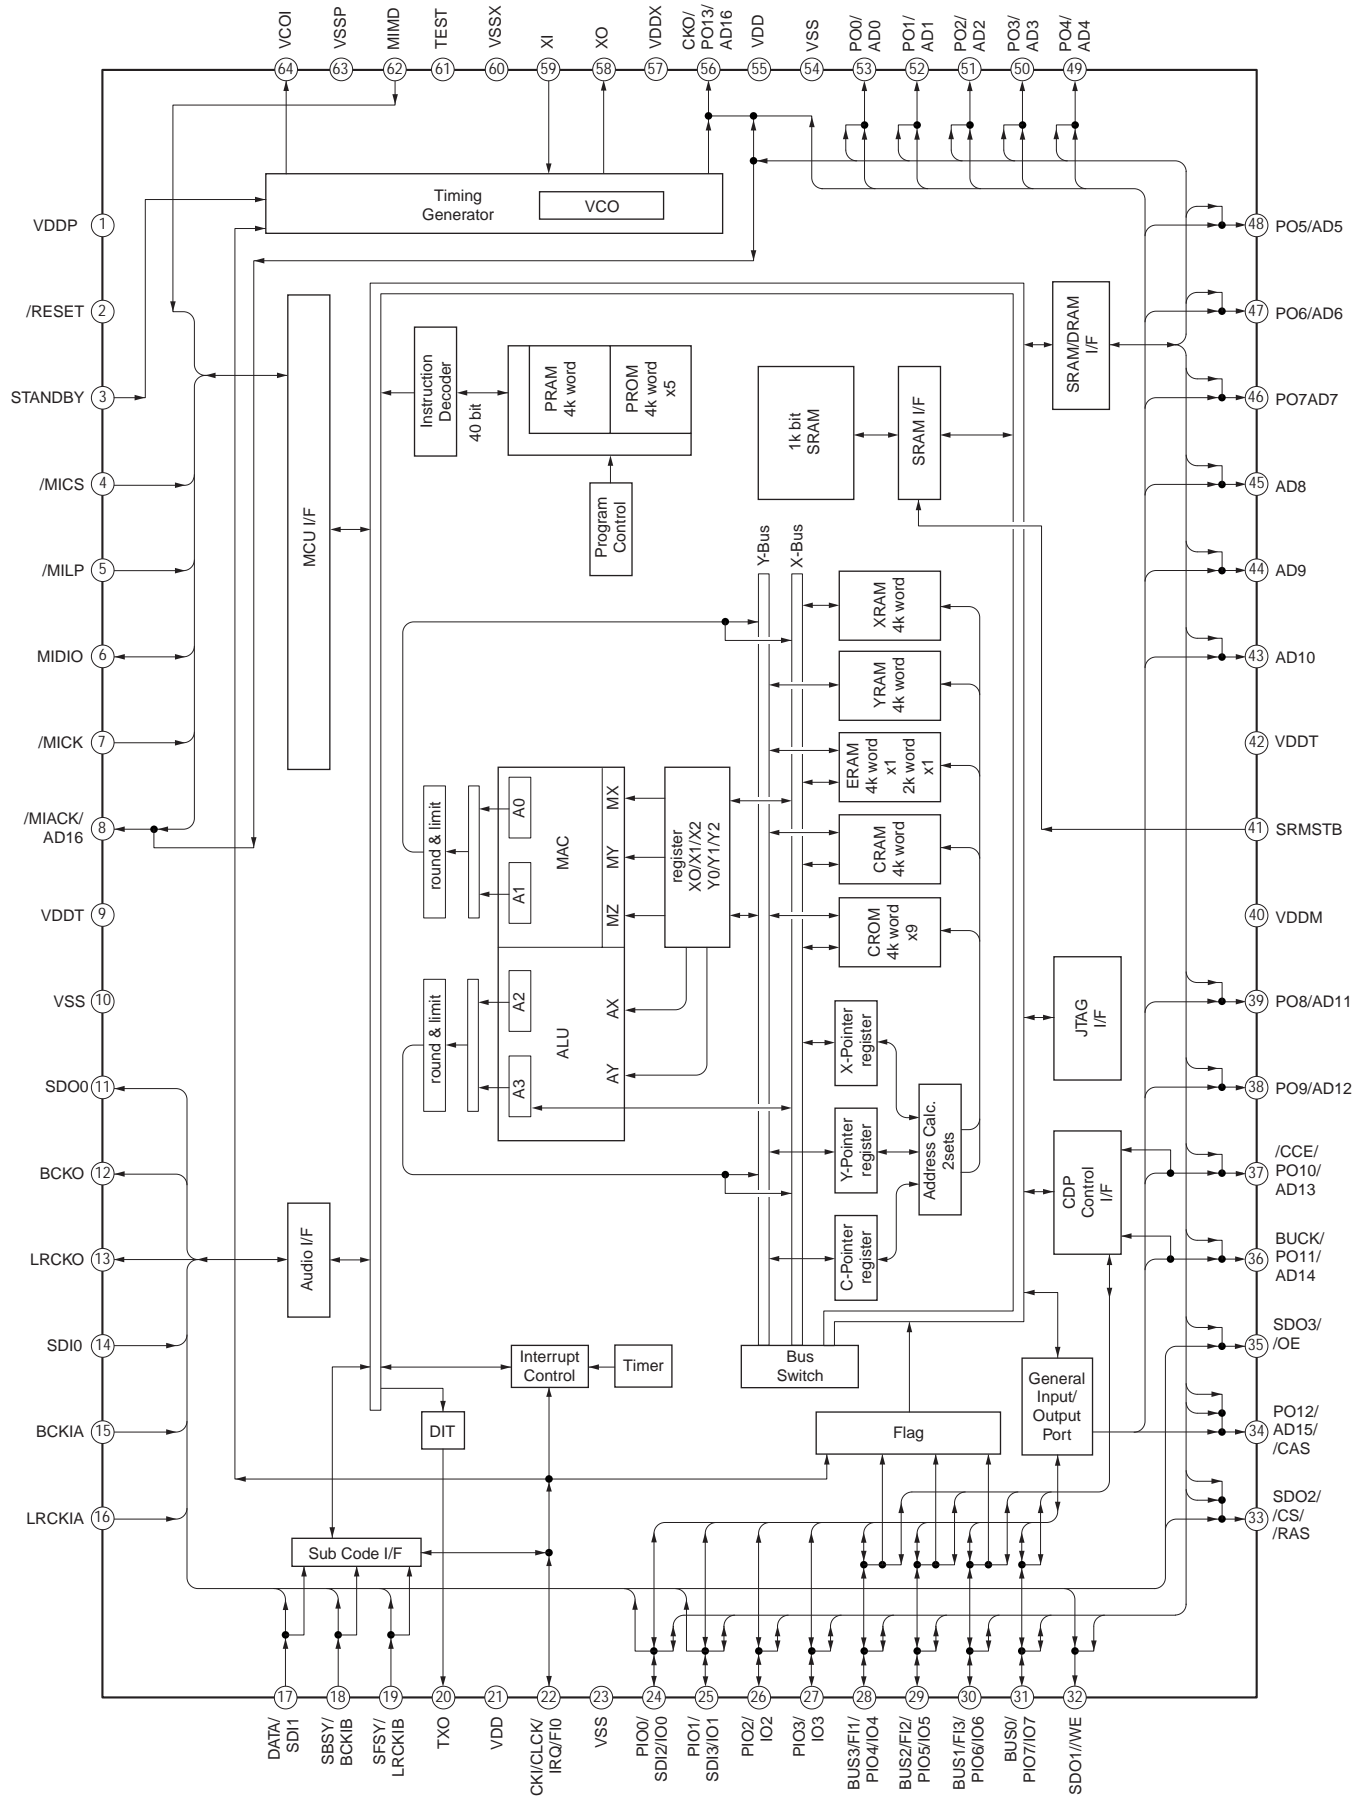 VCOI
VSSP
MIMD
TEST
VSSX
XI
XO
VDDX
CKO/
PO13/
AD16
VDD
VSS
PO0/
AD0
PO1/
AD1
PO2/
AD2
PO3/
AD3
PO4/
AD4
64
63
62
61
60
59
58
57
56
55
54
53
52
51
50
49
Timing
Generator
VCO
VDDP
1
/RESET
2
STANDBY
3
/MICS
4
/MILP
5
MIDIO
6
/MICK
7
/MIACK/
AD16
8
VDDT
9
VSS
10
SDO0
11
BCKO
12
LRCKO
13
SDI0
14
BCKIA
15
LRCKIA
16
48
PO5/AD5
47
PO6/AD6
46
PO7AD7
45
AD8
44
AD9
43
AD10
42
VDDT
41
SRMSTB
40
VDDM
39
PO8/AD11
38
PO9/AD12
37
/CCE/
PO10/
AD13
36
BUCK/
PO11/
AD14
35
SDO3/
/OE
34
PO12/
AD15/
/CAS
33
SDO2/
/CS/
/RAS
MCU I/F
Instruction
Decoder
40 bit
PRAM
4k word
PROM
4k word
x5
Program
Control
1k bit
SRAM
SRAM I/F
SRAM/DRAM
I/F
Y-Bus
X-Bus
XRAM
4k word
YRAM
4k word
ERAM
4k word
x1
2k word
x1
CRAM
4k word
CROM
4k word
x9
round & limit
A0
A1
MAC
MX
MY
MZ
register
XO/X1/X2
Y0/Y1/Y2
round & limit
A2
A3
ALU
AX
AY
X-Pointer
register
Y-Pointer
register
C-Pointer
register
Address Calc.
2sets
JTAG
I/F
CDP
Control
I/F
Audio I/F
Interrupt
Control
Timer
Bus
Switch
General
Input/
Output
Port
DIT
Flag
Sub Code I/F
17
18
19
20
21
22
23
24
25
26
27
28
29
30
31
32
DATA/
SDI1
SBSY/
BCKIB
SFSY/
LRCKIB
TXO
VDD
CKI/CLCK/
IRQ/FI0
VSS
PIO0/
SDI2/IO0
PIO1/
SDI3/IO1
PIO2/
IO2
PIO3/
IO3
BUS3/FI1/
PIO4/IO4
BUS2/FI2/
PIO5/IO5
BUS1/FI3/
PIO6/IO6
BUS0/
PIO7/IO7
SDO1//WE